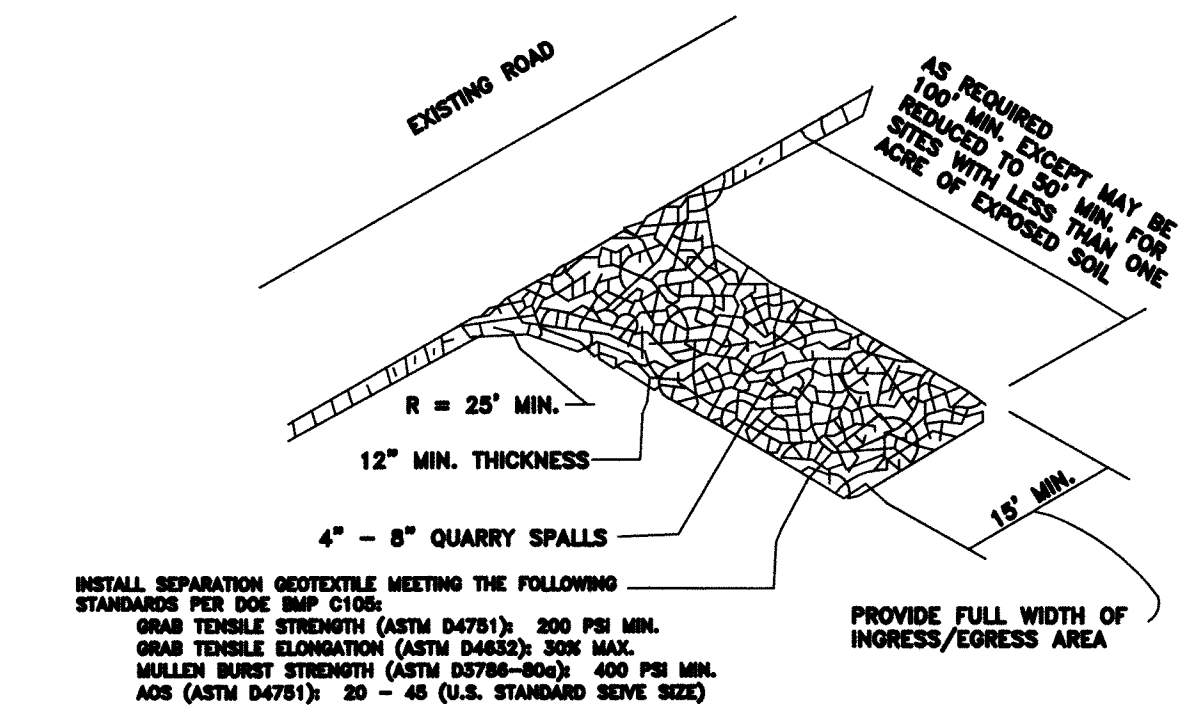 EXISTING ROAD
AS REQUIRED
100' MIN. EXCEPT MAY BE
REDUCED TO 50' MIN. FOR
SITES WITH LESS THAN ONE
ACRE OF EXPOSED SOIL
R = 25' MIN.
12" MIN. THICKNESS
15' MIN.
4" - 8" QUARRY SPALLS
INSTALL SEPARATION GEOTEXTILE MEETING THE FOLLOWING
STANDARDS PER DOE BMP C105:
GRAB TENSILE STRENGTH (ASTM D4751): 200 PSI MIN.
GRAB TENSILE ELONGATION (ASTM D4632): 30% MAX.
MULLEN BURST STRENGTH (ASTM D3786-80a): 400 PSI MIN.
AOS (ASTM D4751): 20 - 45 (U.S. STANDARD SEIVE SIZE)
PROVIDE FULL WIDTH OF
INGRESS/EGRESS AREA